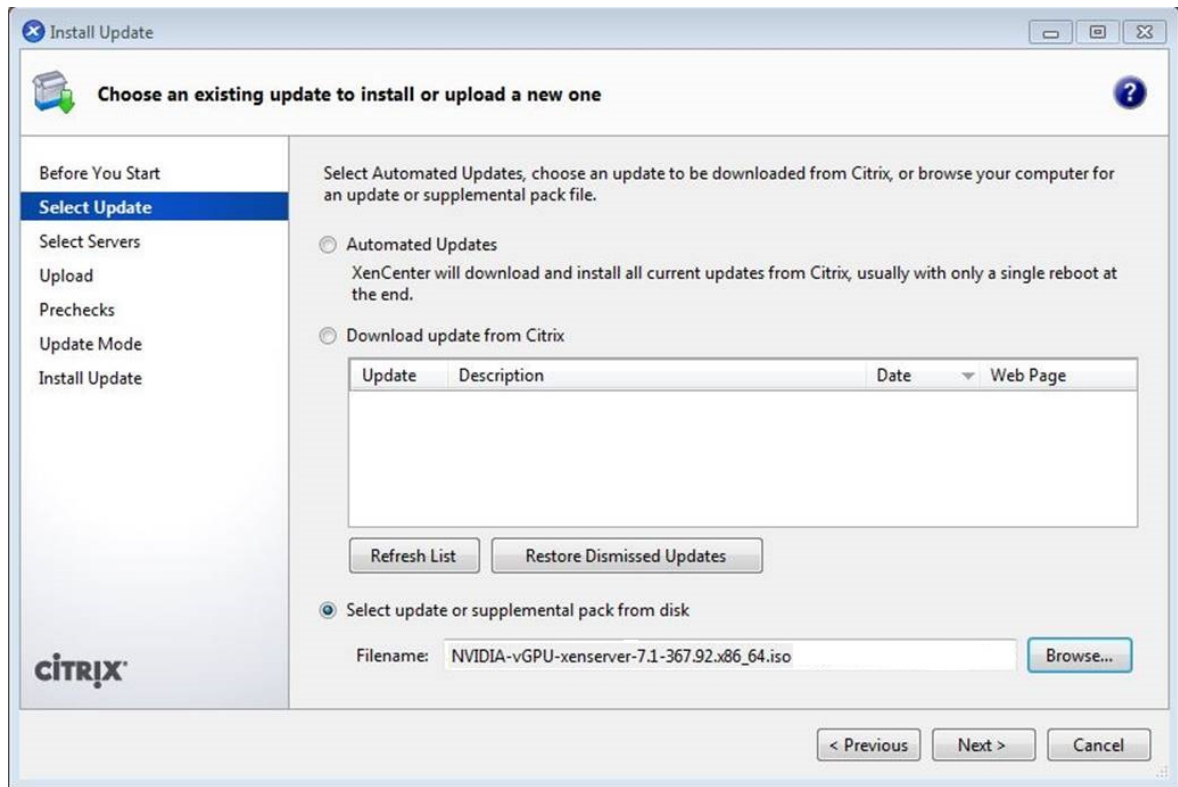 Install Update
Choose an existing update to install or upload a new one
?
Before You Start
Select Update
Select Servers
Upload
Prechecks
Update Mode
Install Update
CİTRIX
Select Automated Updates, choose an update to be downloaded from Citrix, or browse your computer for
an update or supplemental pack file.
Automated Updates
XenCenter will download and install all current updates from Citrix, usually with only a single reboot at
the end.
Download update from Citrix
Update Description Date Web Page
Refresh List Restore Dismissed Updates
Select update or supplemental pack from disk
Filename: NVIDIA-vGPU-xenserver-7.1-367.92.x86_64.iso Browse...
< Previous Next > Cancel